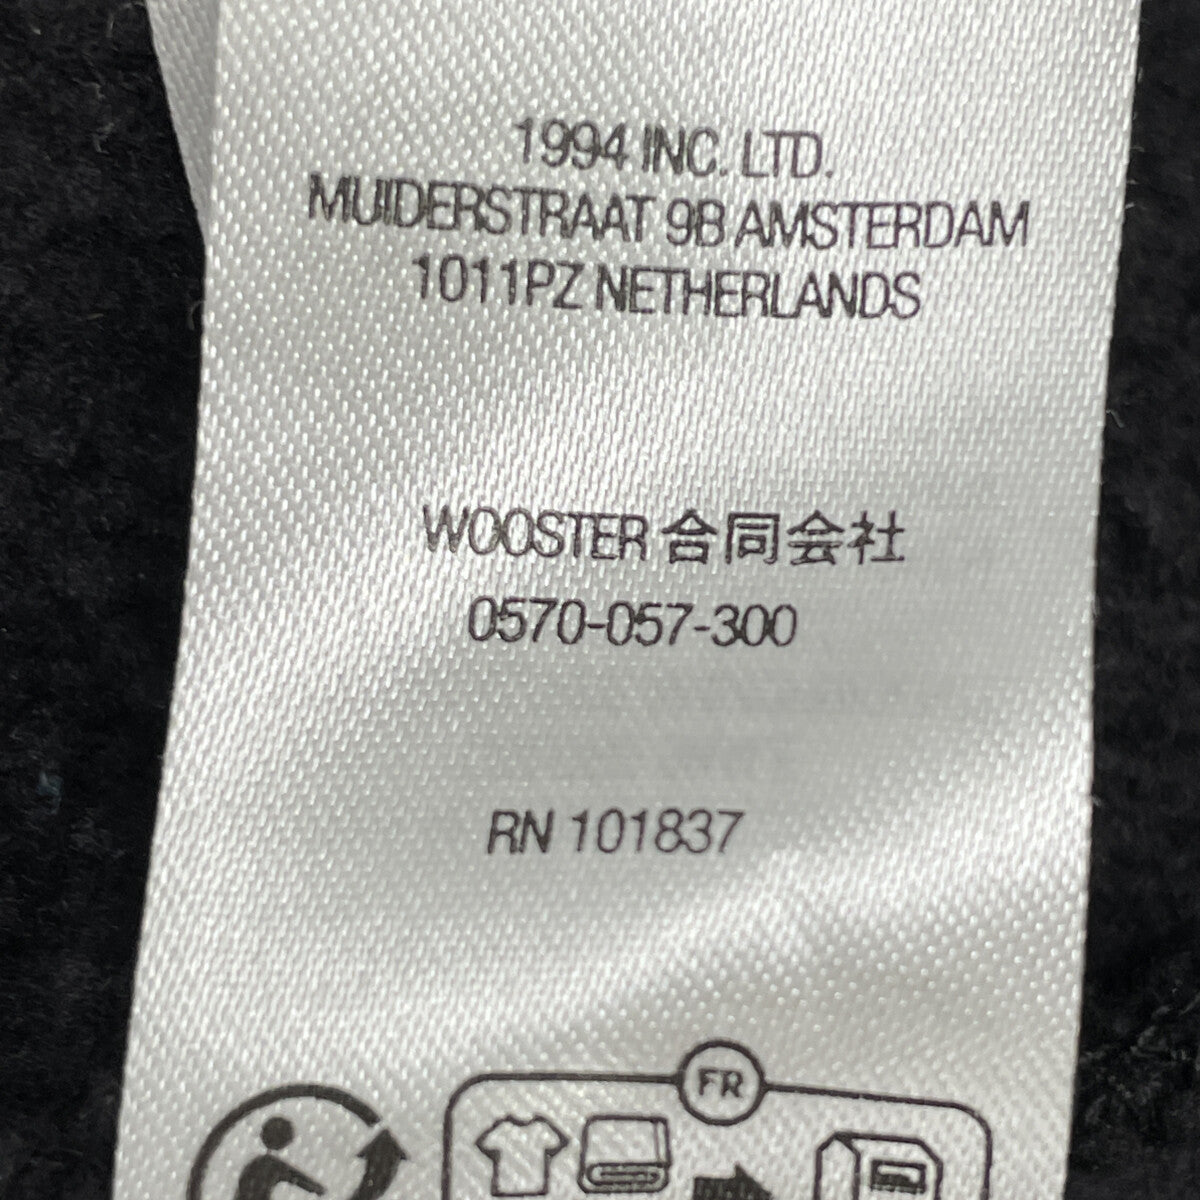 1994 INC. LTD.
MUIDERSTRAAT 9B AMSTERDAM
1011PZ NETHERLANDS
WOOSTER 合同会社
0570-057-300
RN 101837
FR